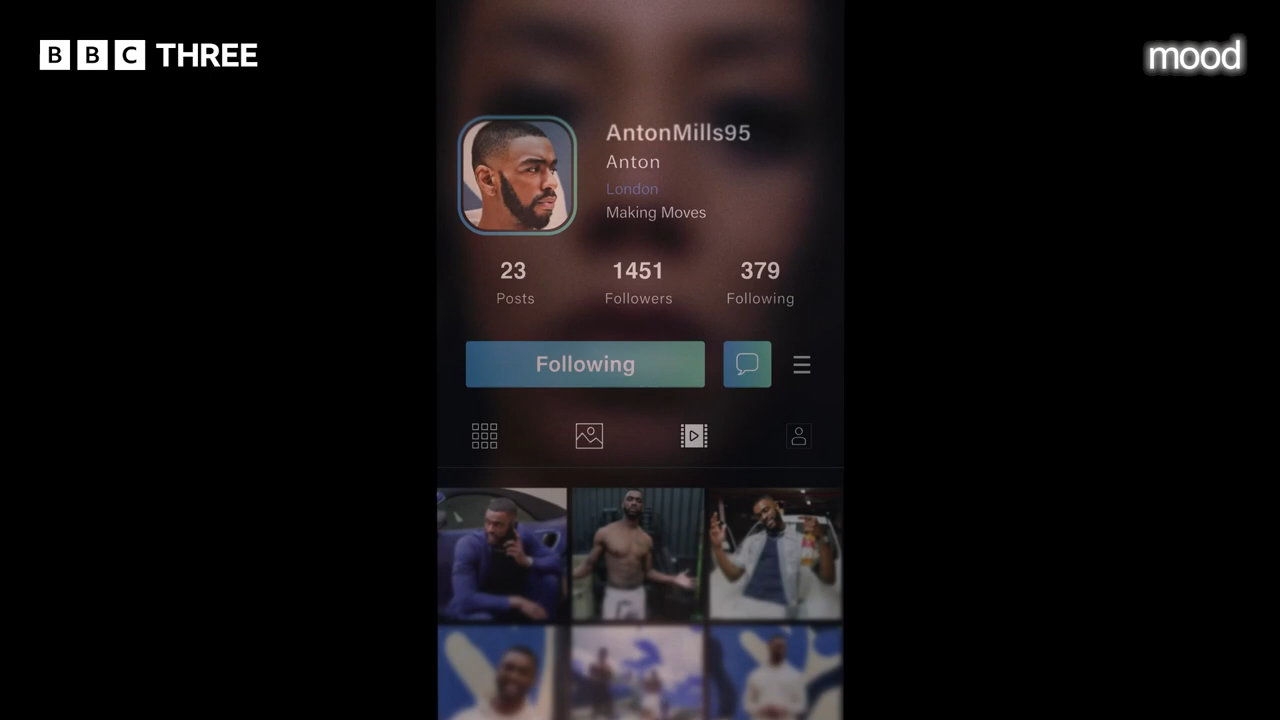 BBC THREE
mood
AntonMills95
Anton
London
Making Moves
23
Posts
1451
Followers
379
Following
Following